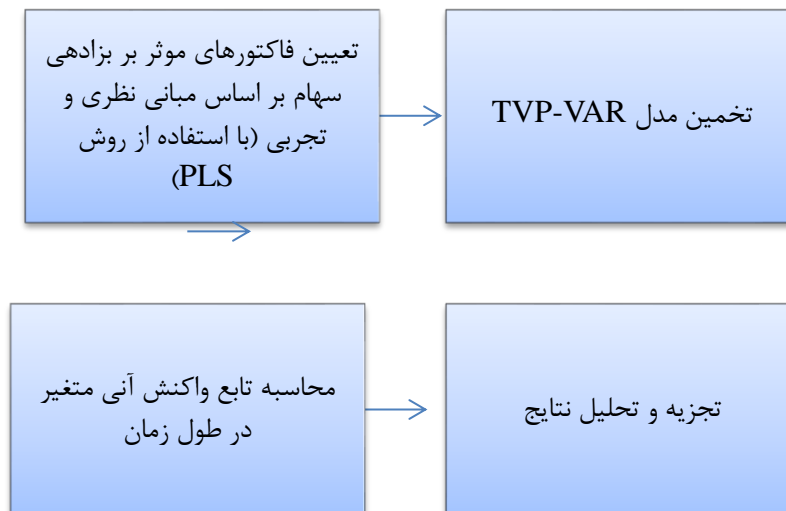 تعیین فاکتورهای موثر بر بزادهی
سهام بر اساس مبانی نظری و
تجربی (با استفاده از روش
PLS)
تخمین مدل TVP-VAR
محاسبه تابع واکنش آنی متغیر
در طول زمان
تجزیه و تحلیل نتایج